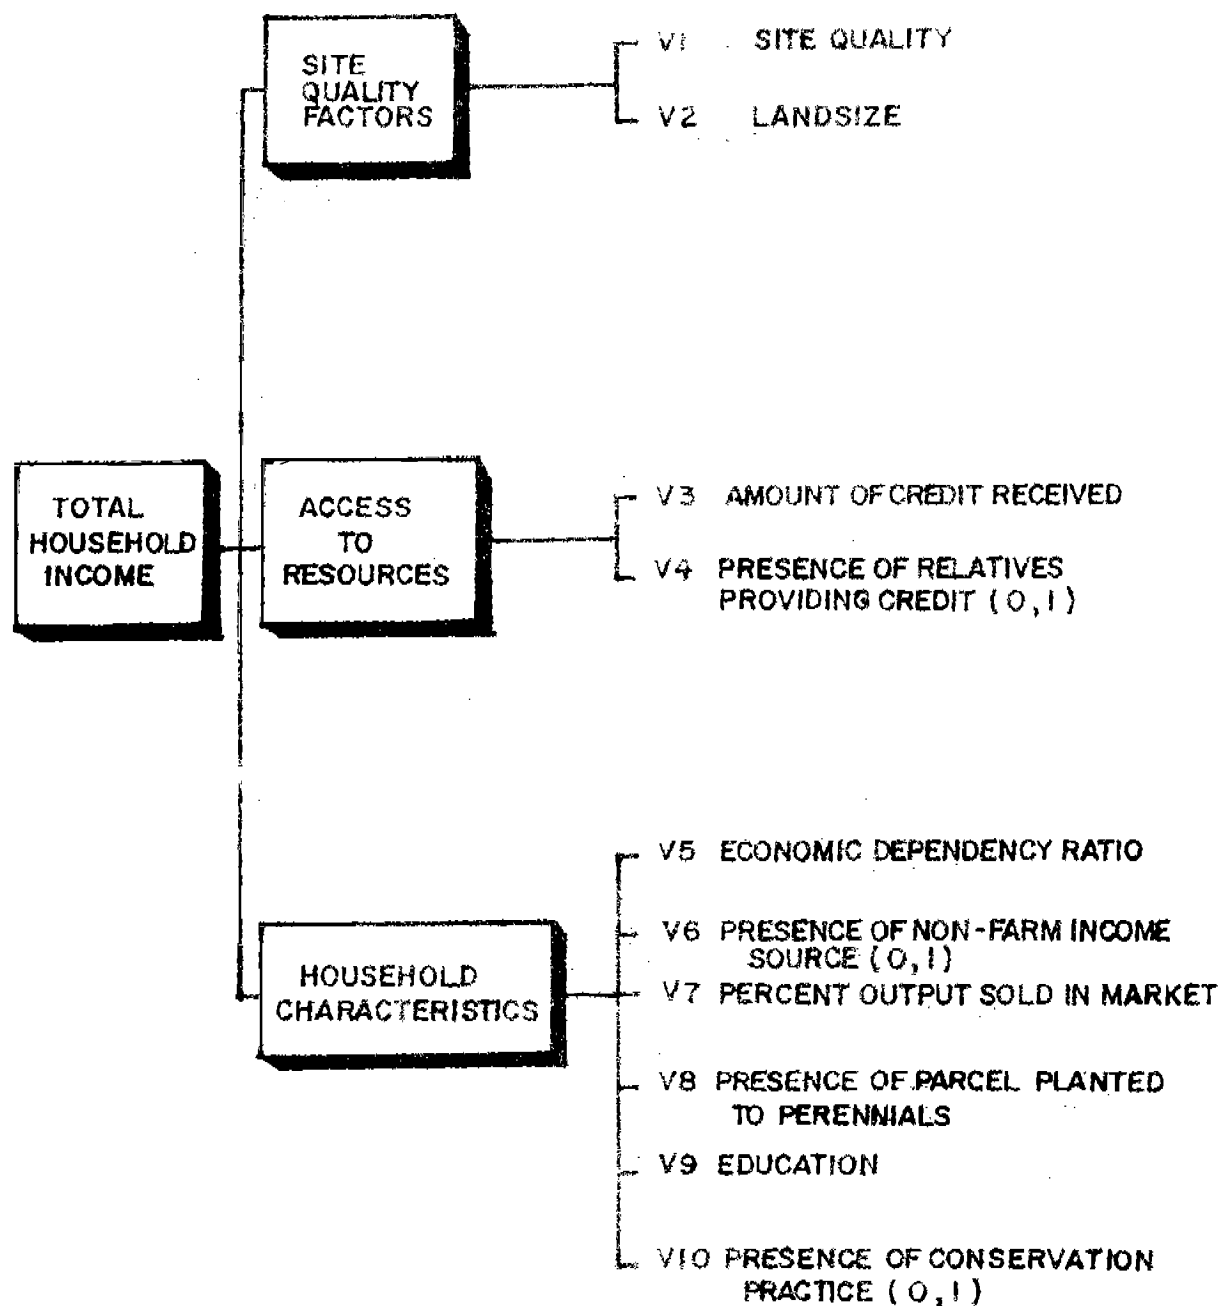 SITE
QUALITY
FACTORS
V1 SITE QUALITY
V2 LANDSIZE
TOTAL
HOUSEHOLD
INCOME
ACCESS
TO
RESOURCES
V3 AMOUNT OF CREDIT RECEIVED
V4 PRESENCE OF RELATIVES
PROVIDING CREDIT (0,1)
HOUSEHOLD
CHARACTERISTICS
V5 ECONOMIC DEPENDENCY RATIO
V6 PRESENCE OF NON-FARM INCOME
SOURCE (0,1)
V7 PERCENT OUTPUT SOLD IN MARKET
V8 PRESENCE OF PARCEL PLANTED
TO PERENNIALS
V9 EDUCATION
V10 PRESENCE OF CONSERVATION
PRACTICE (0,1)